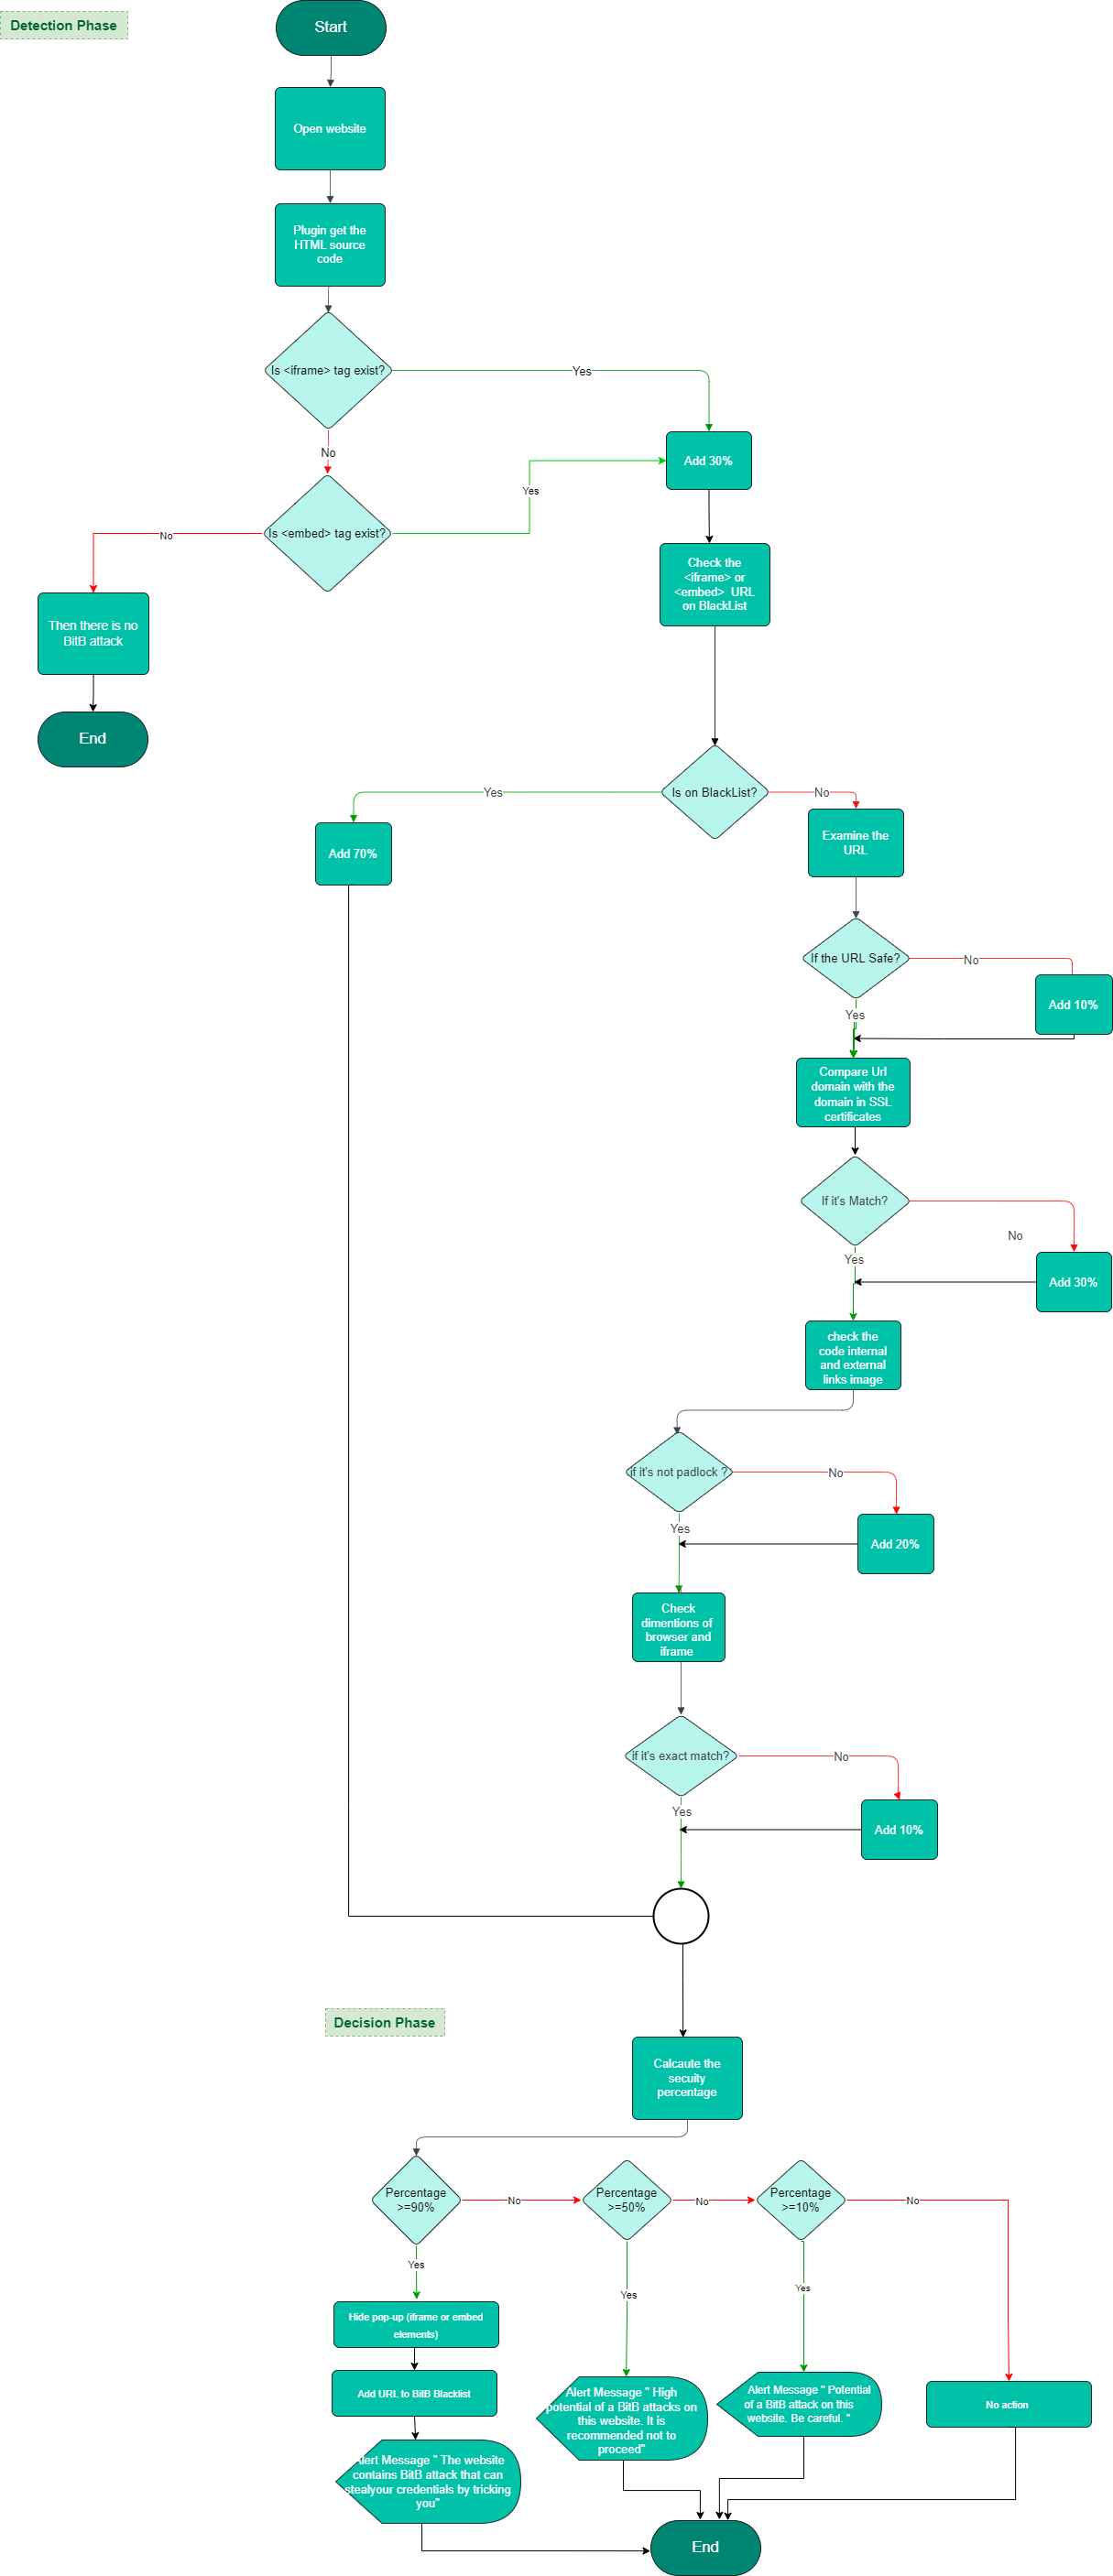 Detection Phase
Start
Open website
Plugin get the
HTML source
code
Is <iframe> tag exist?
Yes
No
Add 30%
Yes
Is <embed> tag exist?
No
Check the
<iframe> or
<embed> URL
on BlackList
Then there is no
BitB attack
End
Is on BlackList?
Yes
No
Add 70%
Examine the
URL
If the URL Safe?
No
Add 10%
Yes
Compare Url
domain with the
domain in SSL
certificates
If it's Match?
No
Yes
Add 30%
check the
code internal
and external
links image
if it's not padlock ?
No
Yes
Add 20%
Check
dimentions of
browser and
iframe
if it's exact match?
No
Yes
Add 10%
Decision Phase
Calcaute the
secuity
percentage
Percentage
>=90%
No
Percentage
>=50%
No
Percentage
>=10%
No
Yes
Yes
Yes
Hide pop-up (iframe or embed
elements)
Add URL to BitB Blacklist
Alert Message " The website
contains BitB attack that can
stealyour credentials by tricking
you"
Alert Message " High
potential of a BitB attacks on
this website. It is
recommended not to
proceed"
Alert Message " Potential
of a BitB attack on this
website. Be careful. "
No action
End